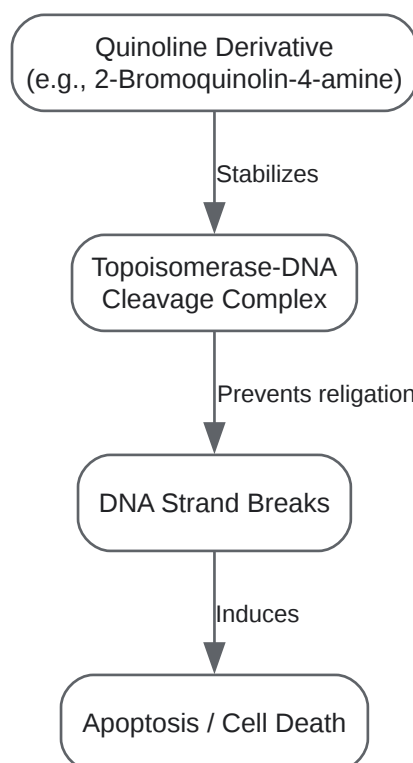 Quinoline Derivative
(e.g., 2-Bromoquinolin-4-amine)
Stabilizes
Topoisomerase-DNA
Cleavage Complex
Prevents religation
DNA Strand Breaks
Induces
Apoptosis / Cell Death